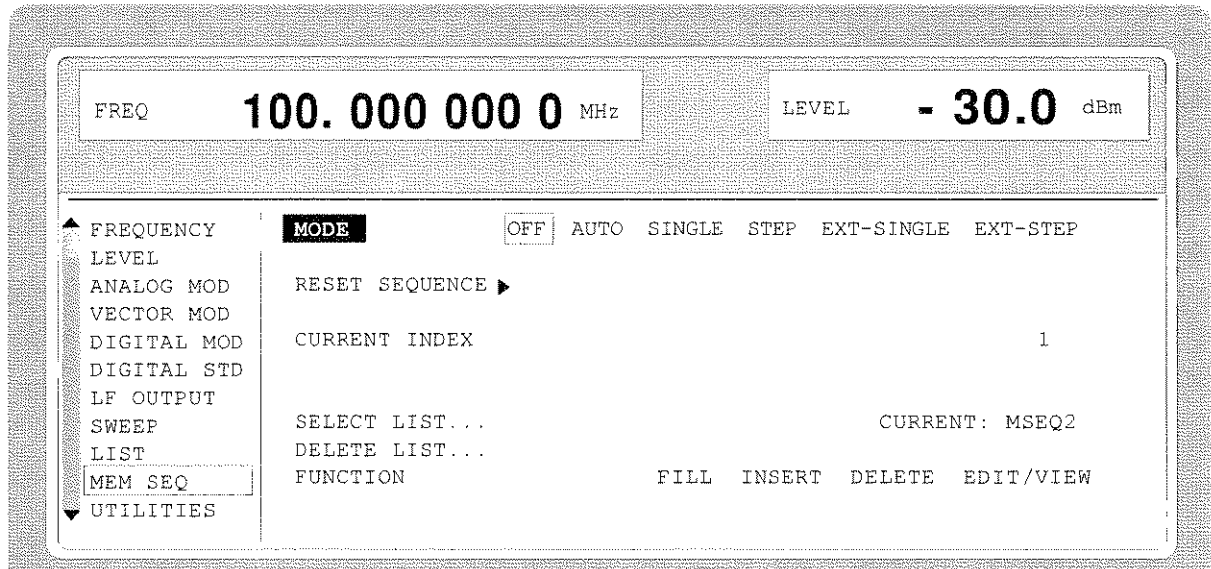 FREQ 100. 000 000 0 MHz LEVEL - 30.0 dBm
FREQUENCY MODE OFF AUTO SINGLE STEP EXT-SINGLE EXT-STEP
LEVEL
ANALOG MOD RESET SEQUENCE
VECTOR MOD
DIGITAL MOD CURRENT INDEX 1
DIGITAL STD
LF OUTPUT
SWEEP SELECT LIST... CURRENT: MSEQ2
LIST DELETE LIST...
MEM SEQ FUNCTION FILL INSERT DELETE EDIT/VIEW
UTILITIES